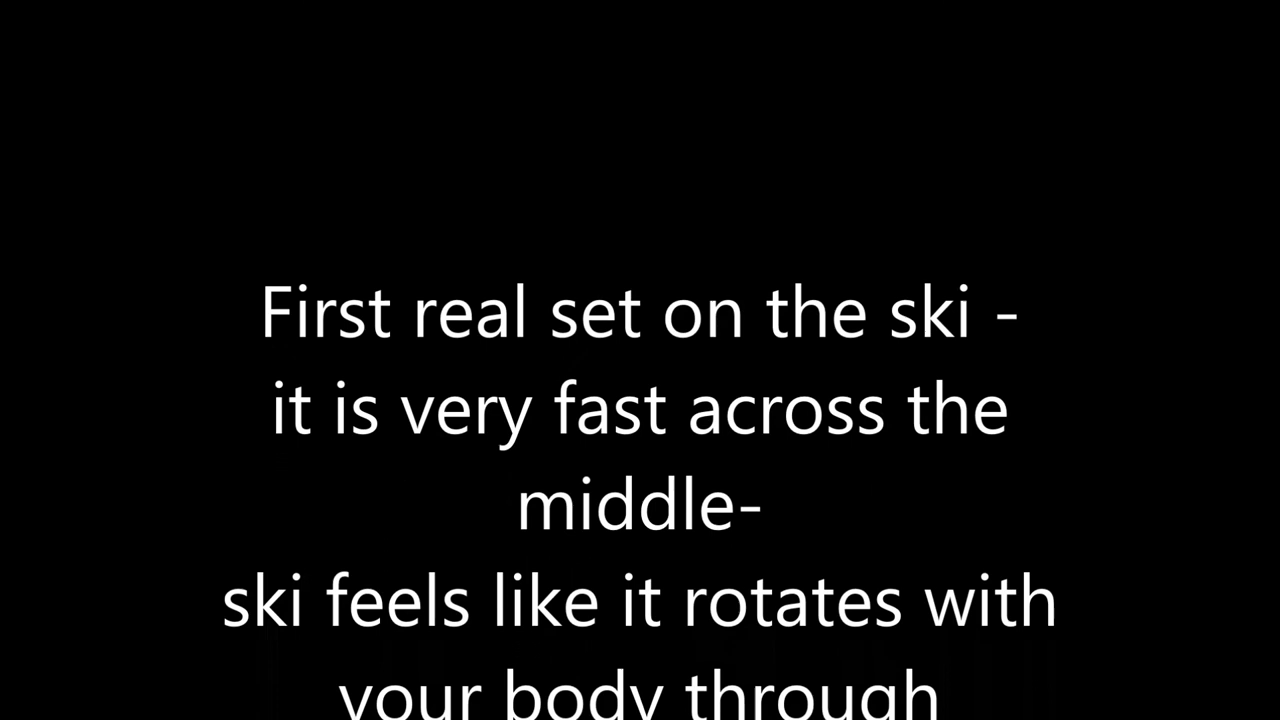 First real set on the ski -
it is very fast across the
middle-
ski feels like it rotates with
your body through